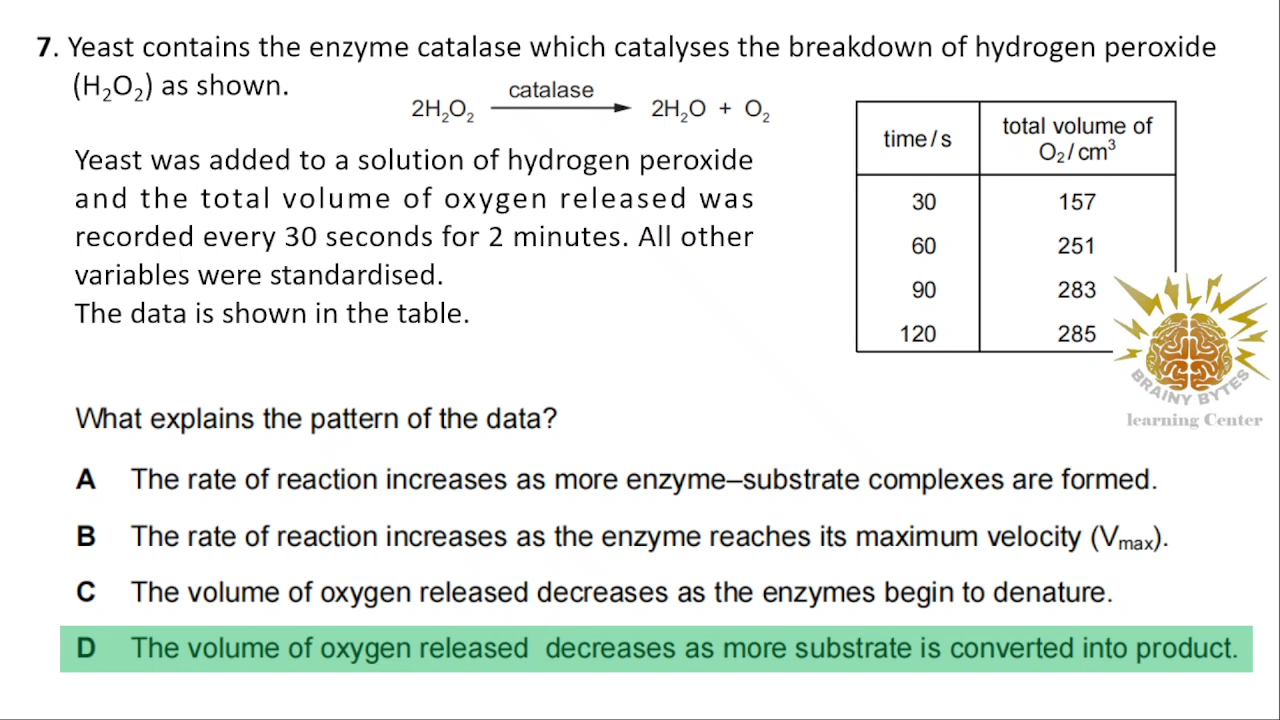 7. Yeast contains the enzyme catalase which catalyses the breakdown of hydrogen peroxide
(H₂O₂) as shown.
catalase
2H₂O₂ ⟶ 2H₂O + O₂
Yeast was added to a solution of hydrogen peroxide
and the total volume of oxygen released was
recorded every 30 seconds for 2 minutes. All other
variables were standardised.
The data is shown in the table.
time/s total volume of O₂/cm³
30 157
60 251
90 283
120 285
BRAINY BYTES
learning Center
What explains the pattern of the data?
A The rate of reaction increases as more enzyme–substrate complexes are formed.
B The rate of reaction increases as the enzyme reaches its maximum velocity (Vmax).
C The volume of oxygen released decreases as the enzymes begin to denature.
D The volume of oxygen released decreases as more substrate is converted into product.